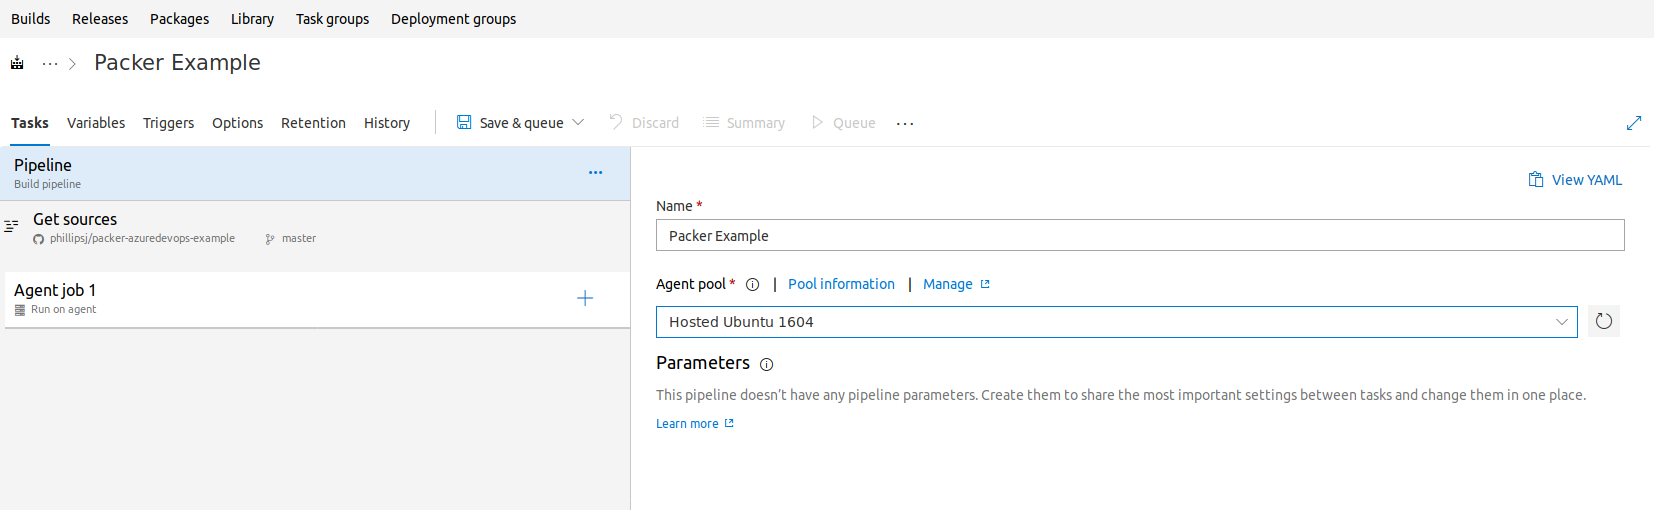 Builds Releases Packages Library Task groups Deployment groups
... > Packer Example
Tasks Variables Triggers Options Retention History Save & queue Discard Summary Queue ...
Pipeline
Build pipeline
...
View YAML
Get sources
phillipsj/packer-azuredevops-example master
Name *
Packer Example
Agent job 1
Run on agent
Agent pool * | Pool information | Manage
Hosted Ubuntu 1604
Parameters
This pipeline doesn't have any pipeline parameters. Create them to share the most important settings between tasks and change them in one place.
Learn more